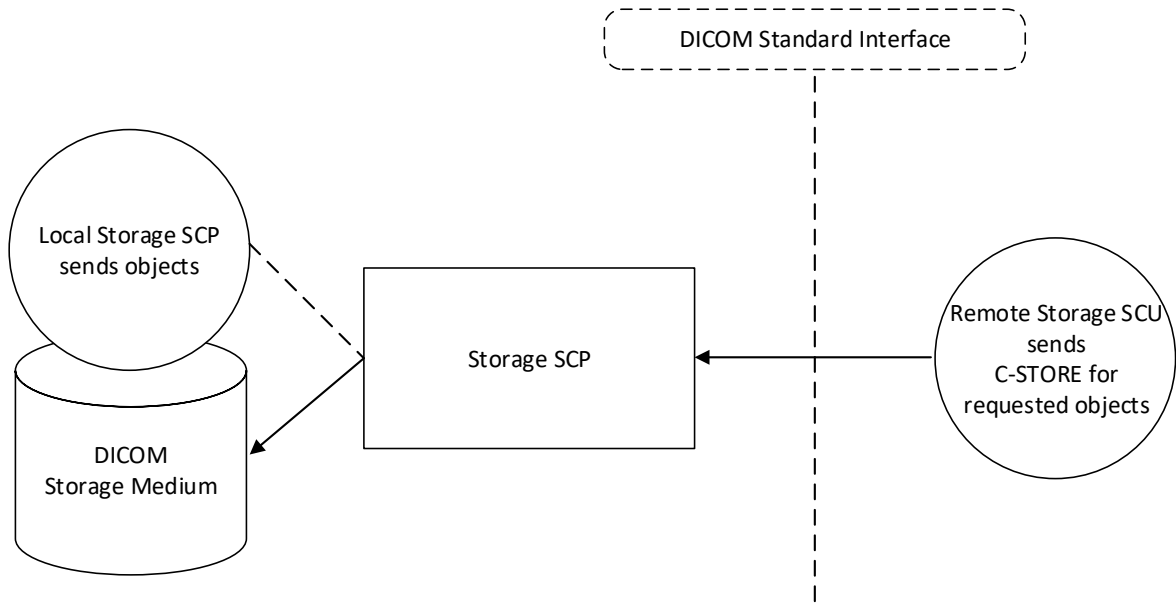 DICOM Standard Interface
Local Storage SCP
sends objects
Storage SCP
Remote Storage SCU
sends
C-STORE for
requested objects
DICOM
Storage Medium